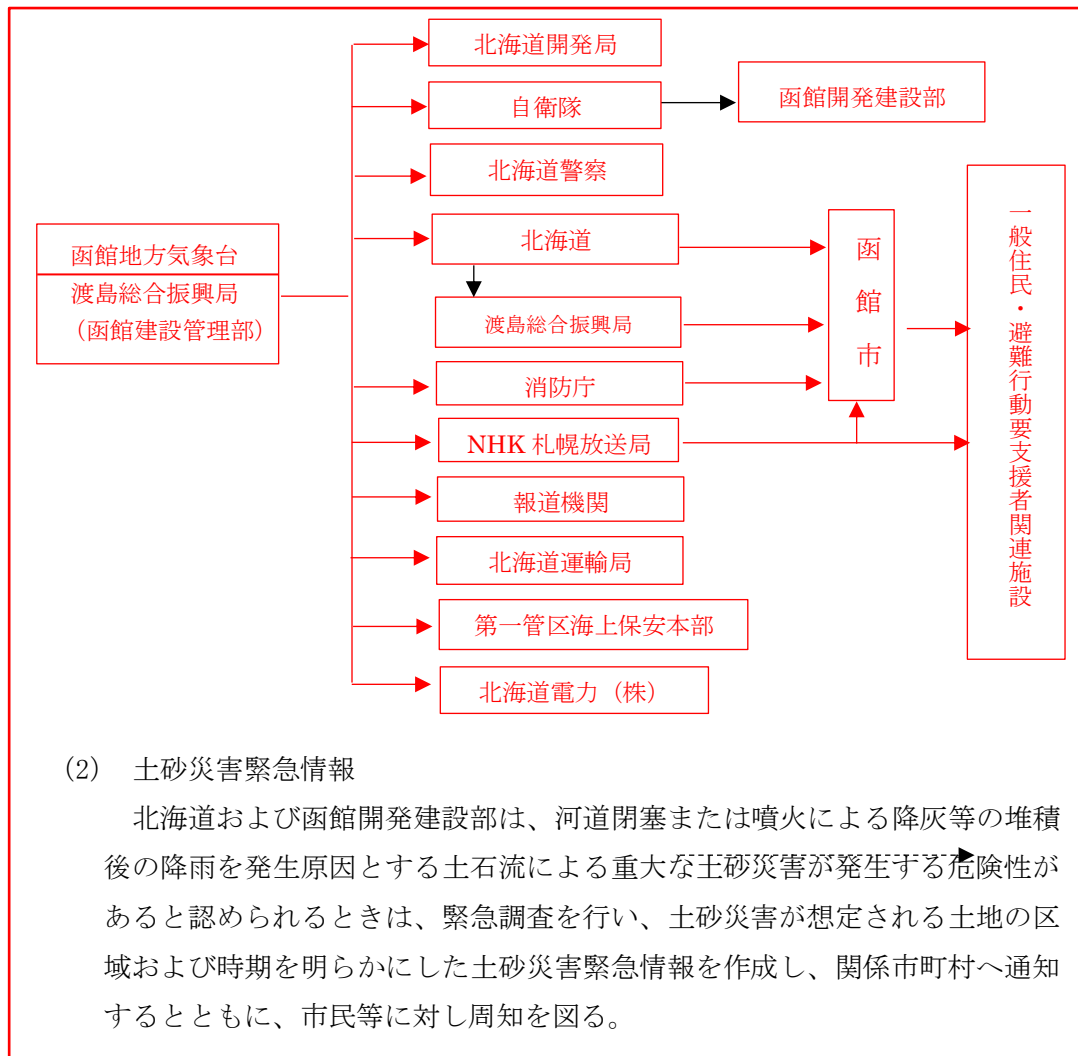 北海道開発局
自衛隊
函館開発建設部
北海道警察
北海道
函館市
一般住民・避難行動要支援者関連施設
函館地方気象台
渡島総合振興局
（函館建設管理部）
渡島総合振興局
消防庁
NHK 札幌放送局
報道機関
北海道運輸局
第一管区海上保安本部
北海道電力（株）
(2)　土砂災害緊急情報
北海道および函館開発建設部は、河道閉塞または噴火による降灰等の堆積
後の降雨を発生原因とする土石流による重大な土砂災害が発生する危険性が
あると認められるときは、緊急調査を行い、土砂災害が想定される土地の区
域および時期を明らかにした土砂災害緊急情報を作成し、関係市町村へ通知
するとともに、市民等に対し周知を図る。